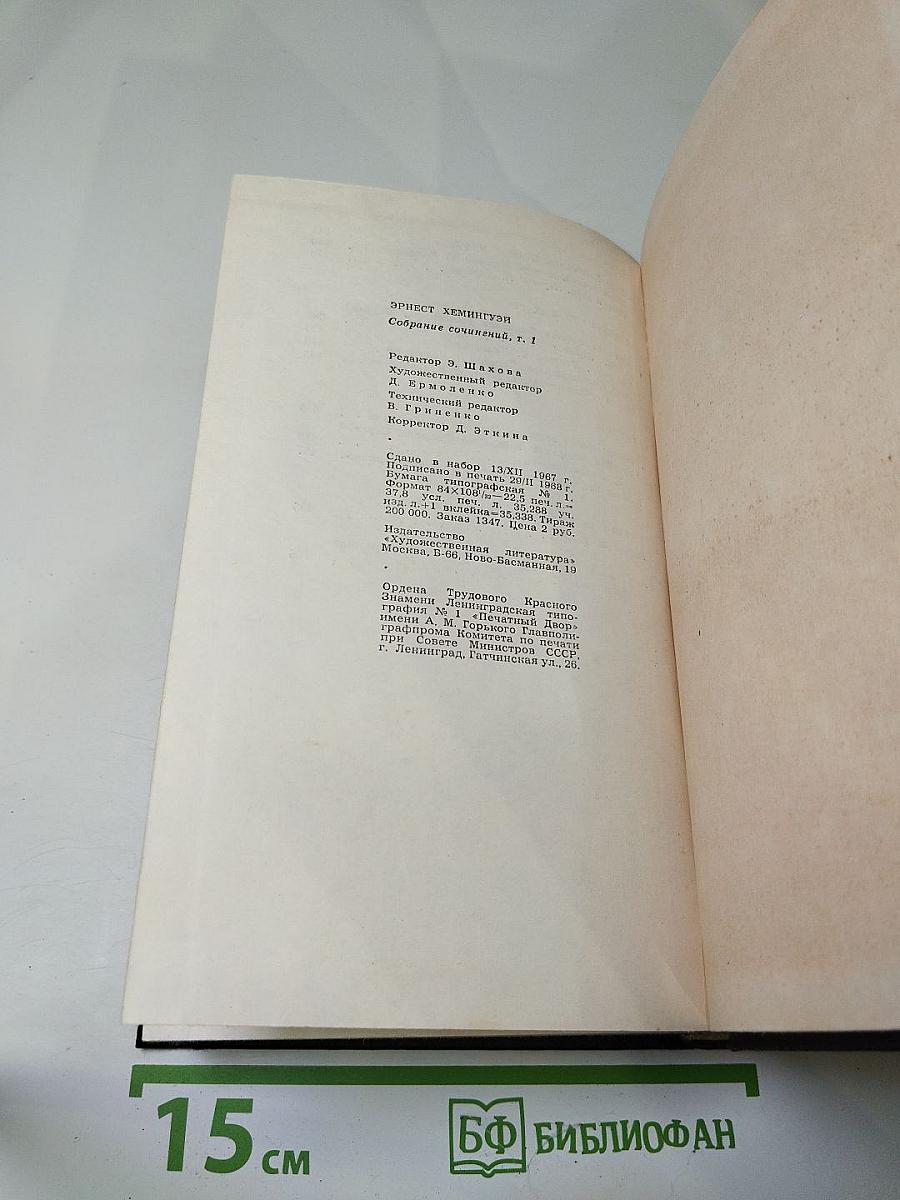 ЭРНЕСТ ХЕМИНГУЭЙ
Собрание сочинений, т. 1
Редактор Э. Шахова
Художественный редактор
Д. Ермоленко
Технический редактор
В. Гриненко
Корректор Д. Эткина
Сдано в набор 13/XII 1967 г.
Подписано в печать 29/II 1968 г.
Бумага типографская № 1.
Формат 84×108¹/₃₂—22,5 печ. л.=
37,8 усл. печ. л. 35,288 уч.
изд. л.+1 вклейка=35,338. Тираж
200 000. Заказ 1347. Цена 2 руб.
Издательство
«Художественная литература»
Москва, Б-66, Ново-Басманная, 19
Ордена Трудового Красного
Знамени Ленинградская типо-
графия № 1 «Печатный Двор»
имени А. М. Горького Главполи-
графпрома Комитета по печати
при Совете Министров СССР,
г. Ленинград, Гатчинская ул., 26.
15 см
БФ БИБЛИОФАН